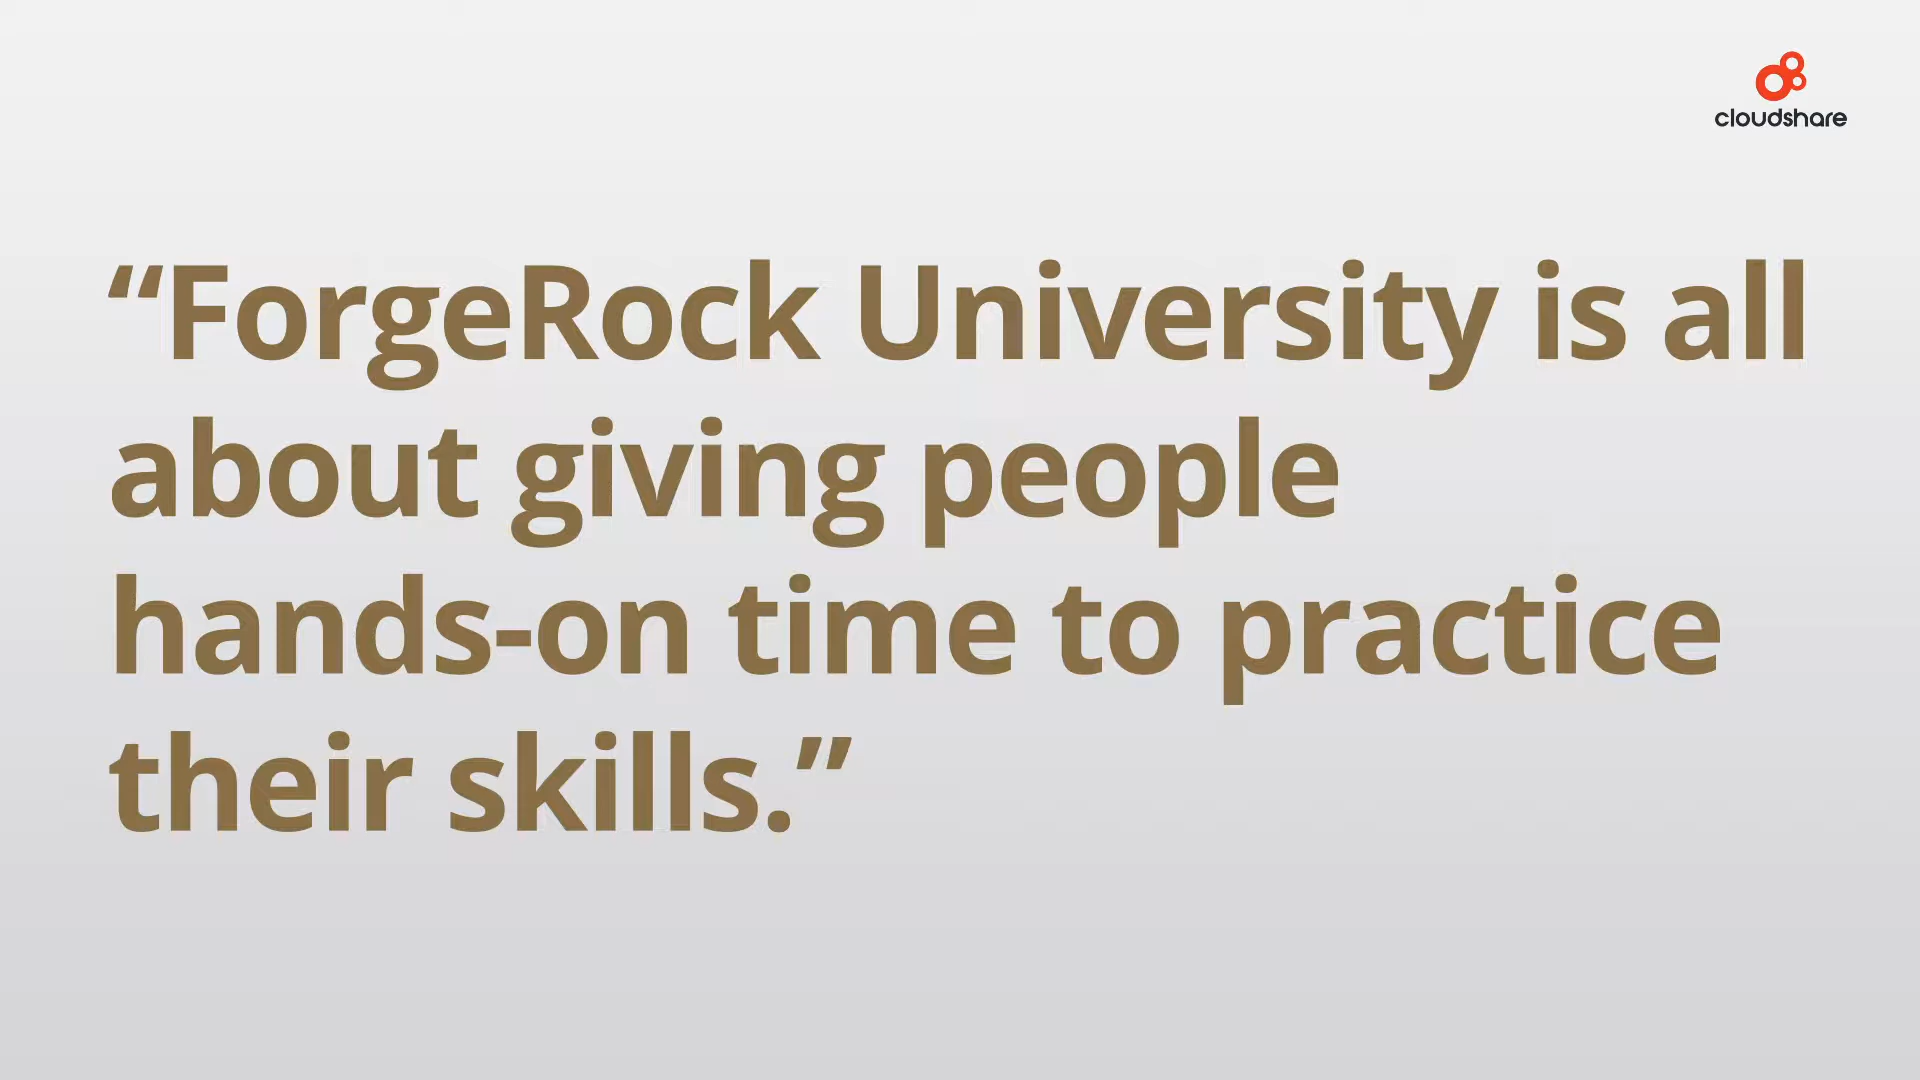 cloudshare
“ForgeRock University is all
about giving people
hands-on time to practice
their skills.”